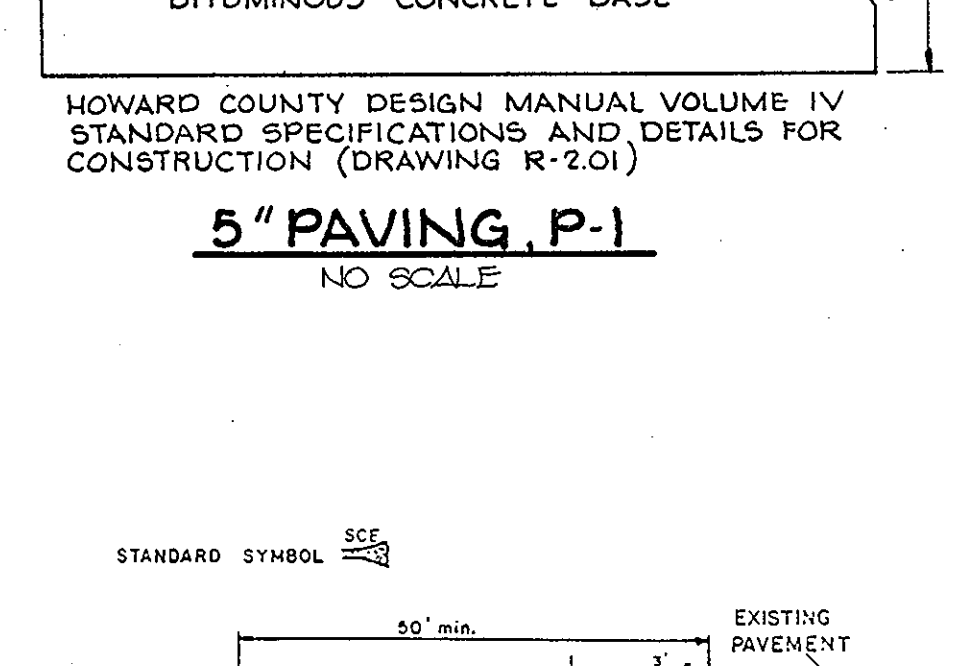 BITUMINOUS CONCRETE BASE
HOWARD COUNTY DESIGN MANUAL VOLUME IV
STANDARD SPECIFICATIONS AND DETAILS FOR
CONSTRUCTION (DRAWING R-2.01)
5" PAVING, P-1
NO SCALE
SCE
STANDARD SYMBOL
50' min.
EXISTING
PAVEMENT
3'